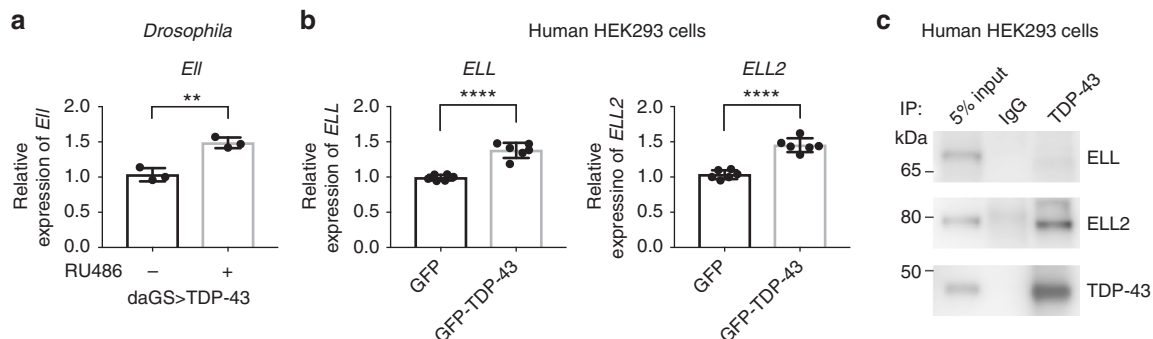 a
Drosophila
Ell
**
Relative
expression of Ell
2.0
1.5
1.0
0.5
0.0
RU486 – +
daGS>TDP-43
b
Human HEK293 cells
ELL
****
Relative
expression of ELL
2.0
1.5
1.0
0.5
0.0
GFP
GFP-TDP-43
ELL2
****
Relative
expressino of ELL2
2.0
1.5
1.0
0.5
0.0
GFP
GFP-TDP-43
c
Human HEK293 cells
IP: 5% input IgG TDP-43
kDa
65
ELL
80
ELL2
50
TDP-43